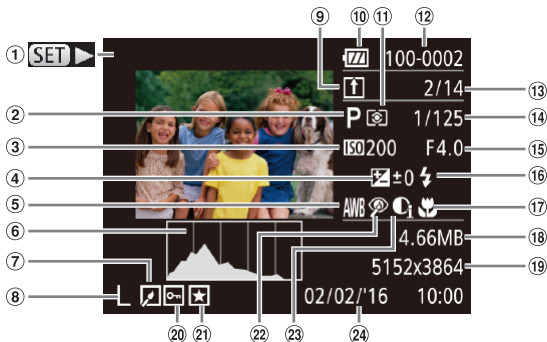 ⑨ ⑩ ⑪ ⑫
① SET 100-0002
2/14 ⑬
② P 1/125 ⑭
③ ISO 200 F4.0 ⑮
④ ±0 ⑯
⑤ AWB i ⑰
⑥ 4.66MB ⑱
⑦ 5152x3864 ⑲
⑧ L 02/02/'16 10:00
⑳ ㉑ ㉒ ㉓ ㉔